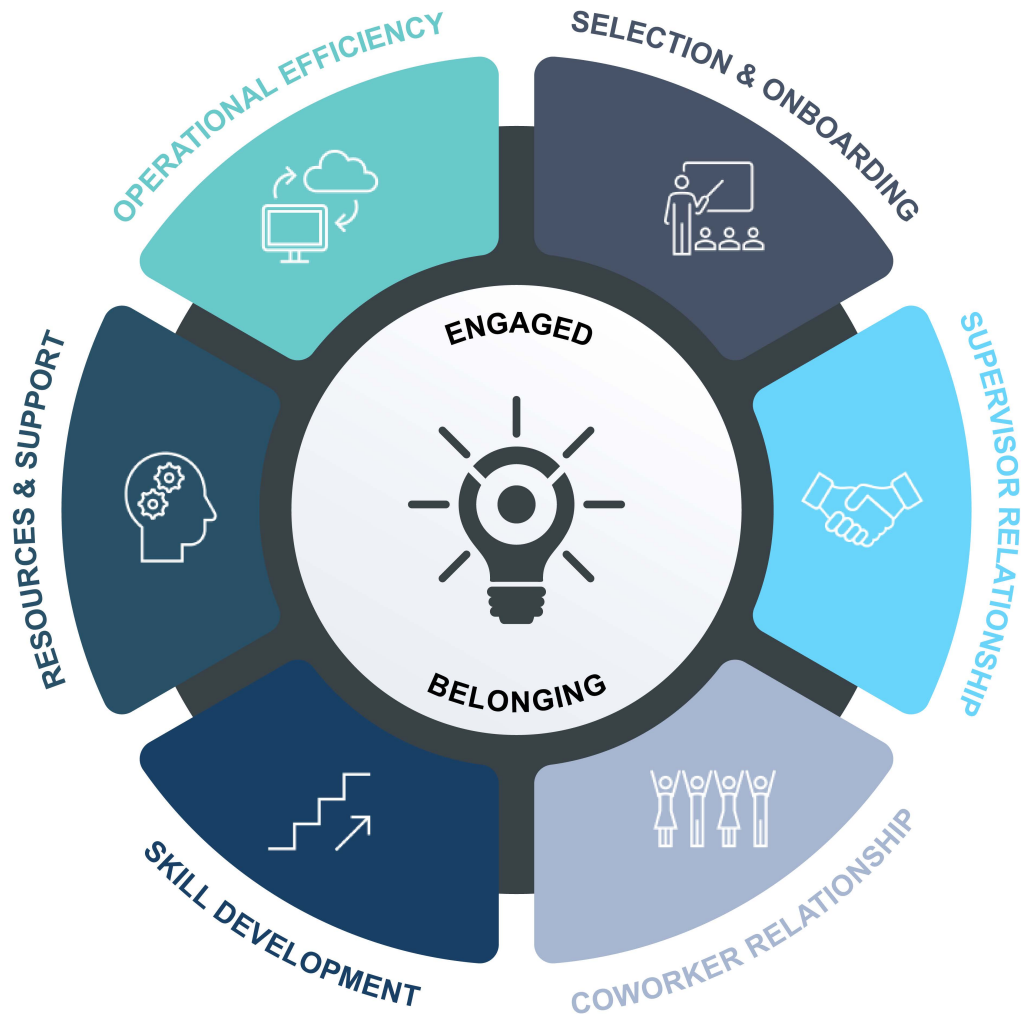 OPERATIONAL EFFICIENCY
SELECTION & ONBOARDING
SUPERVISOR RELATIONSHIP
COWORKER RELATIONSHIP
SKILL DEVELOPMENT
RESOURCES & SUPPORT
ENGAGED
BELONGING